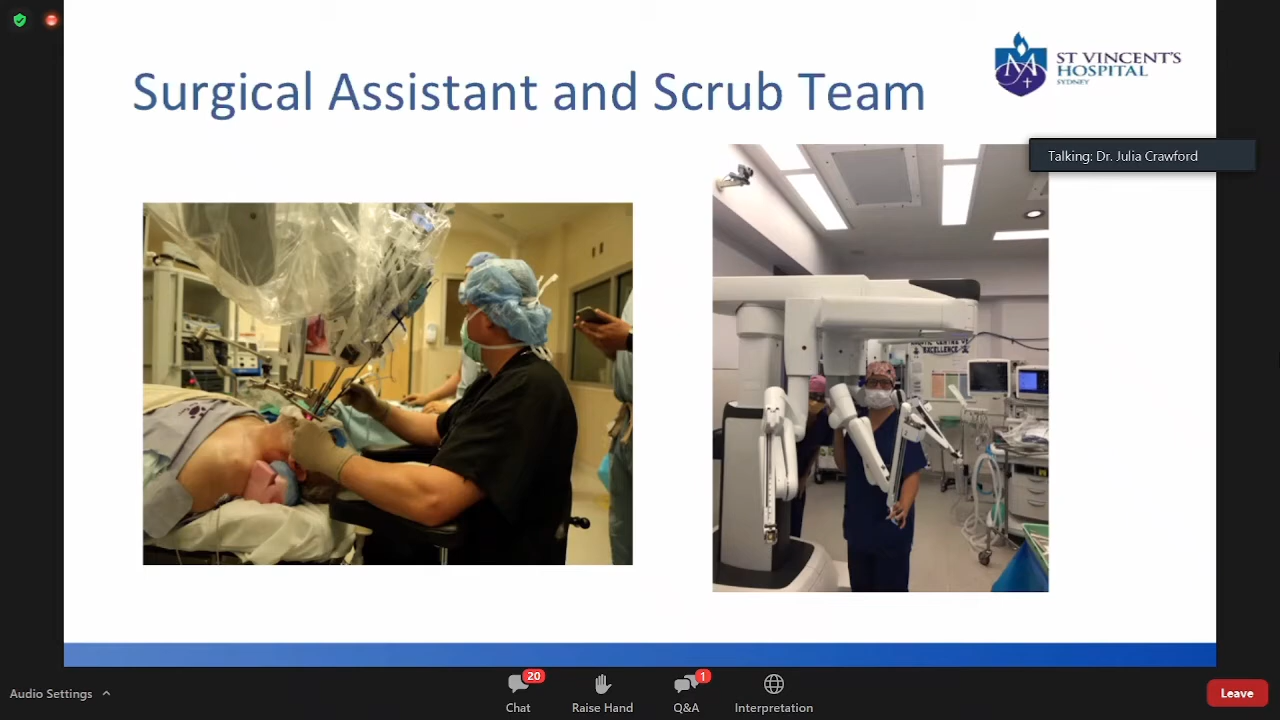 Surgical Assistant and Scrub Team
ST VINCENT'S
HOSPITAL
SYDNEY
Talking: Dr. Julia Crawford
EXCELLENCE
Audio Settings
20
Chat
Raise Hand
1
Q&A
Interpretation
Leave